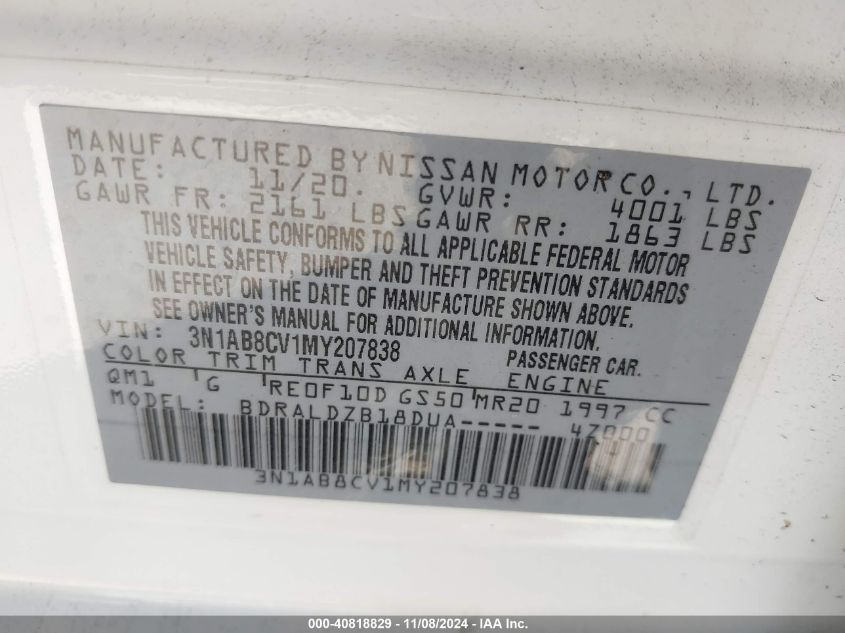 MANUFACTURED BY NISSAN MOTOR CO., LTD.
DATE: 11/20. GVWR: 4001 LBS
GAWR FR: 2161 LBS GAWR RR: 1863 LBS
THIS VEHICLE CONFORMS TO ALL APPLICABLE FEDERAL MOTOR
VEHICLE SAFETY, BUMPER AND THEFT PREVENTION STANDARDS
IN EFFECT ON THE DATE OF MANUFACTURE SHOWN ABOVE.
SEE OWNER'S MANUAL FOR ADDITIONAL INFORMATION.
VIN: 3N1AB8CV1MY207838 PASSENGER CAR.
COLOR TRIM TRANS AXLE ENGINE
QM1 G RE0F10D GS50 MR20 1997 CC
MODEL: BDRALDZB18DUA----- 4Z000
3N1AB8CV1MY207838
000-40818829 - 11/08/2024 - IAAI.com